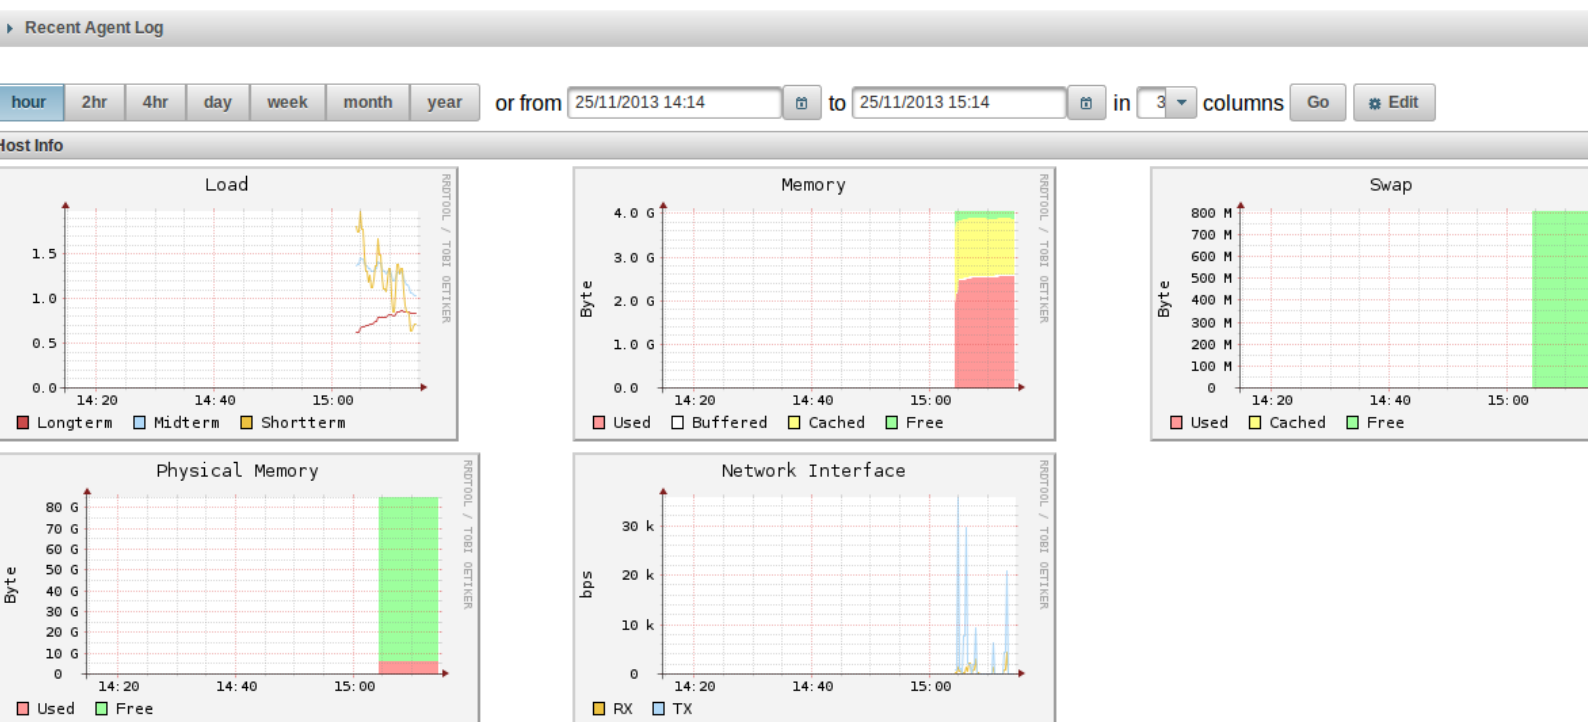 Recent Agent Log
hour 2hr 4hr day week month year or from 25/11/2013 14:14 to 25/11/2013 15:14 in 3 columns Go Edit
Host Info
Load
RRDTOOL / TOBI OETIKER
1.5
1.0
0.5
0.0
14:20 14:40 15:00
Longterm Midterm Shortterm
Memory
RRDTOOL / TOBI OETIKER
Byte
4.0 G
3.0 G
2.0 G
1.0 G
0.0
14:20 14:40 15:00
Used Buffered Cached Free
Swap
Byte
800 M
700 M
600 M
500 M
400 M
300 M
200 M
100 M
0
14:20 14:40 15:00
Used Cached Free
Physical Memory
RRDTOOL / TOBI OETIKER
Byte
80 G
70 G
60 G
50 G
40 G
30 G
20 G
10 G
0
14:20 14:40 15:00
Used Free
Network Interface
RRDTOOL / TOBI OETIKER
bps
30 k
20 k
10 k
0
14:20 14:40 15:00
RX TX